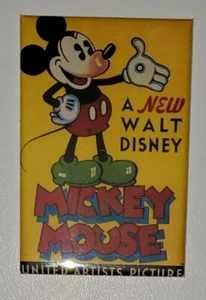 A NEW
WALT
DISNEY
MICKEY
MOUSE
UNITED ARTISTS PICTURE